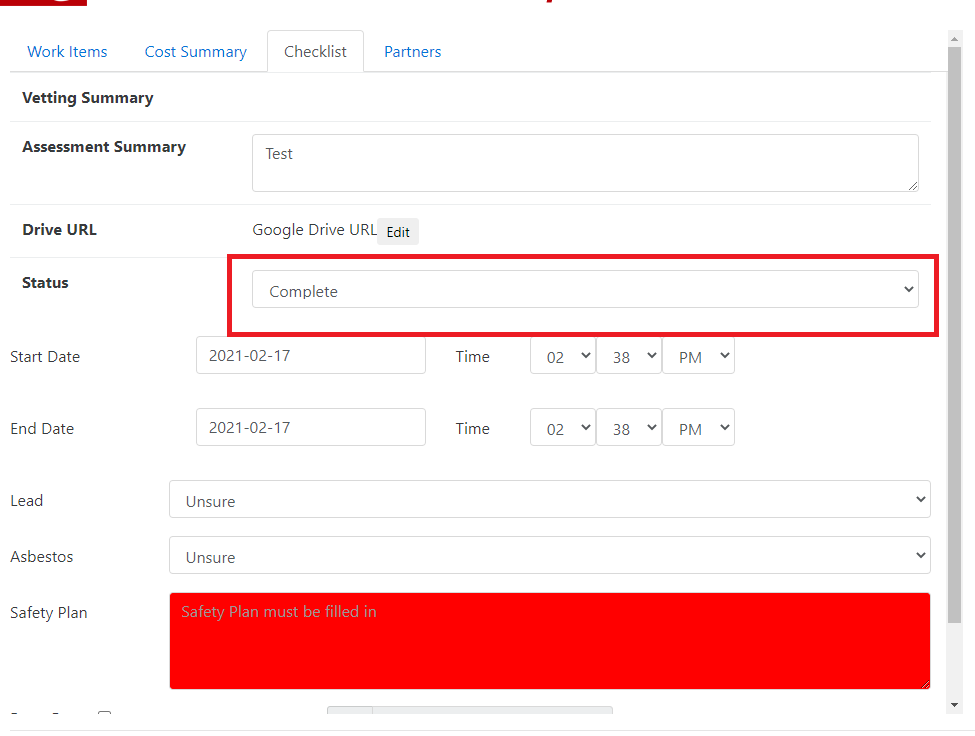 Work Items Cost Summary Checklist Partners
Vetting Summary
Assessment Summary Test
Drive URL Google Drive URL Edit
Status Complete
Start Date 2021-02-17 Time 02 38 PM
End Date 2021-02-17 Time 02 38 PM
Lead Unsure
Asbestos Unsure
Safety Plan Safety Plan must be filled in